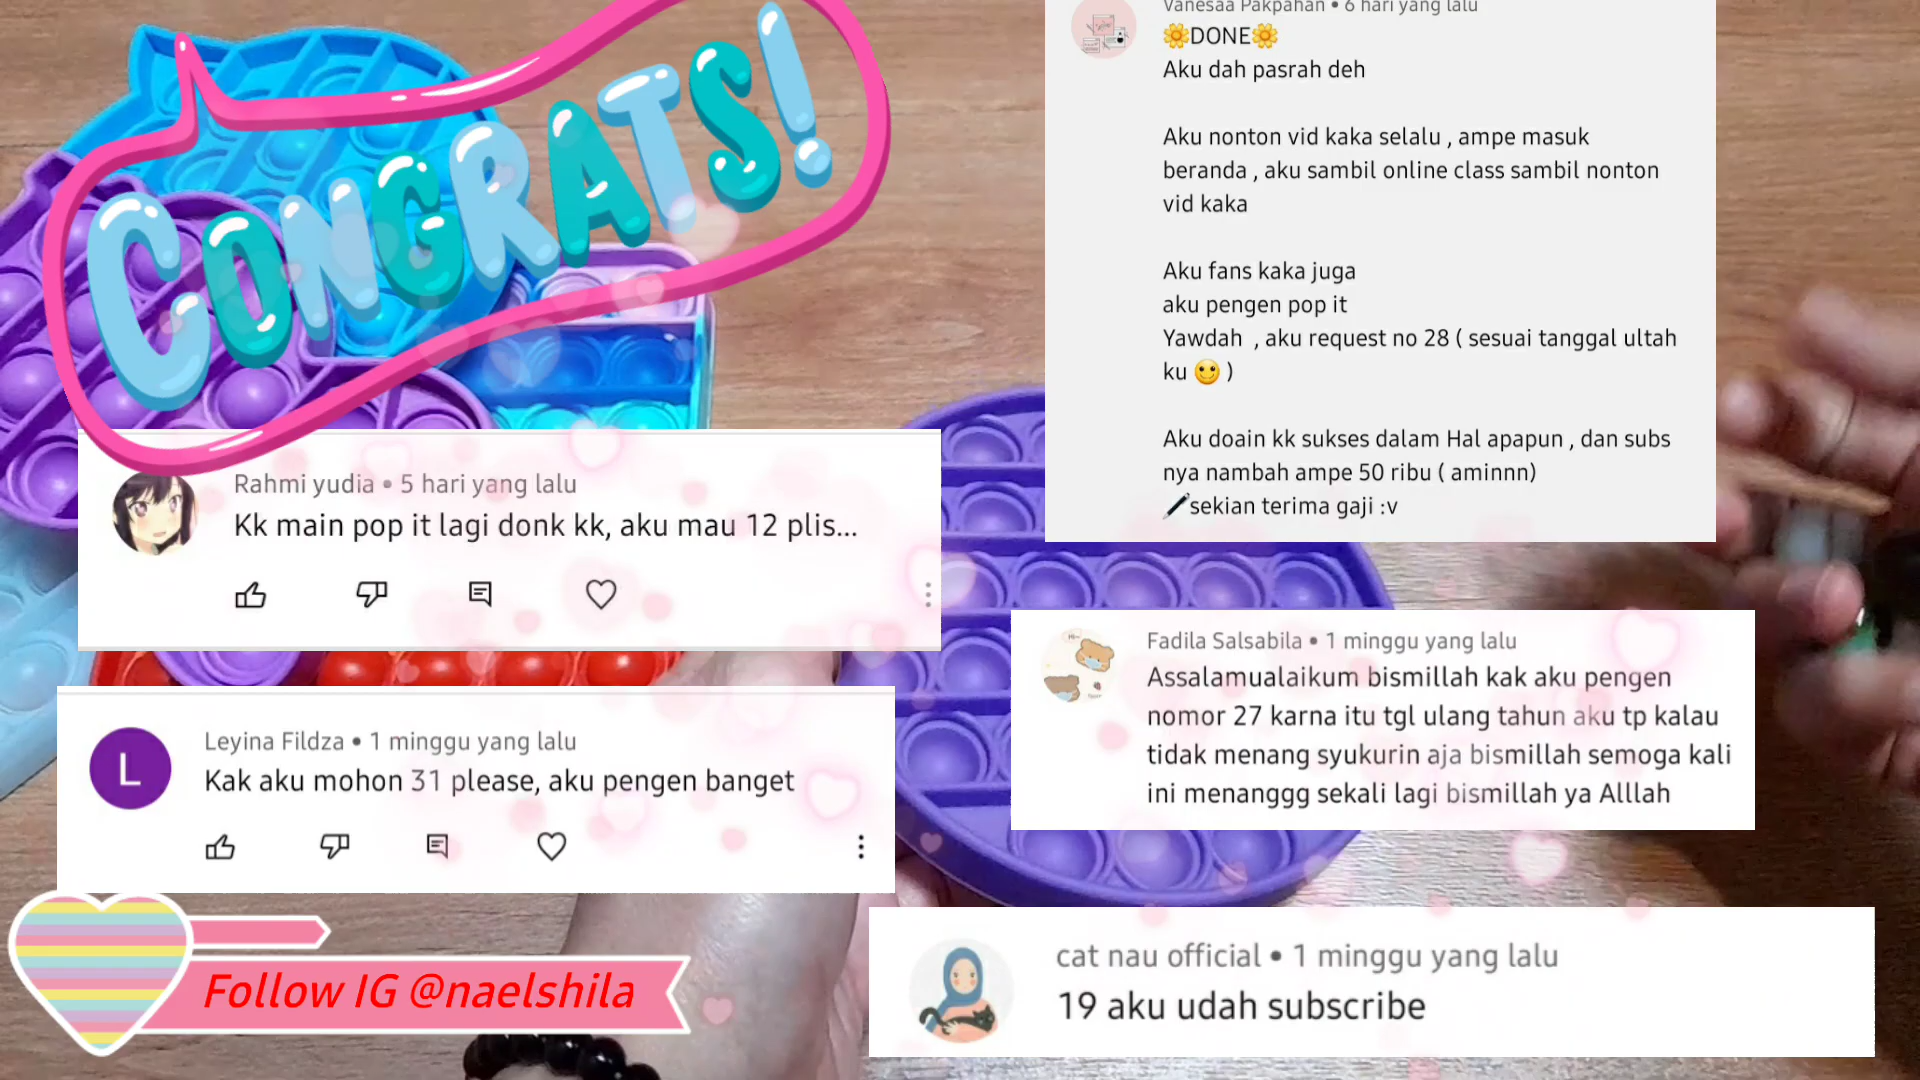 CONGRATS!
Rahmi yudia • 5 hari yang lalu
Kk main pop it lagi donk kk, aku mau 12 plis...
L
Leyina Fildza • 1 minggu yang lalu
Kak aku mohon 31 please, aku pengen banget
Follow IG @naelshila
Vanesaa Pakpahan • 6 hari yang lalu
🌼DONE🌼
Aku dah pasrah deh
Aku nonton vid kaka selalu , ampe masuk
beranda , aku sambil online class sambil nonton
vid kaka
Aku fans kaka juga
aku pengen pop it
Yawdah , aku request no 28 ( sesuai tanggal ultah
ku 🙂 )
Aku doain kk sukses dalam Hal apapun , dan subs
nya nambah ampe 50 ribu ( aminnn)
🖊️sekian terima gaji :v
Fadila Salsabila • 1 minggu yang lalu
Assalamualaikum bismillah kak aku pengen
nomor 27 karna itu tgl ulang tahun aku tp kalau
tidak menang syukurin aja bismillah semoga kali
ini menanggg sekali lagi bismillah ya Alllah
cat nau official • 1 minggu yang lalu
19 aku udah subscribe